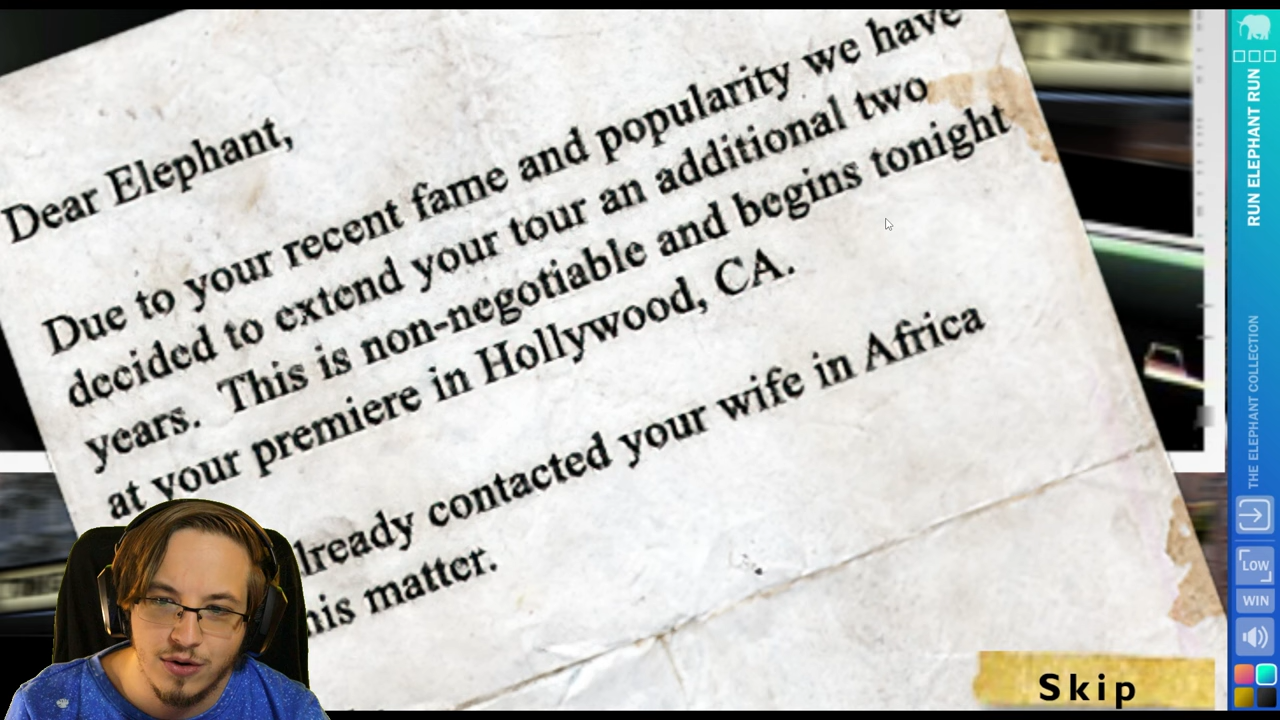 Dear Elephant,
Due to your recent fame and popularity we have
decided to extend your tour an additional two
years. This is non-negotiable and begins tonight
at your premiere in Hollywood, CA.
already contacted your wife in Africa
this matter.
Skip
RUN ELEPHANT RUN
THE ELEPHANT COLLECTION
LOW
WIN